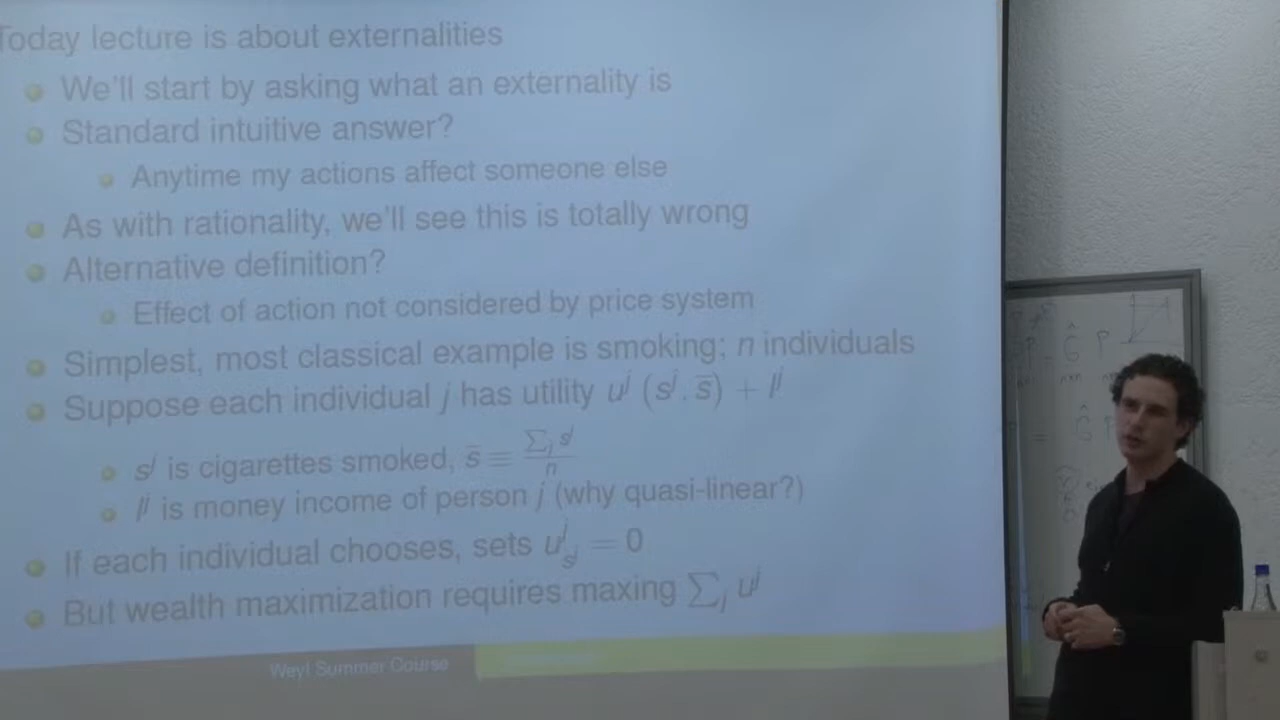 Today lecture is about externalities
We'll start by asking what an externality is
Standard intuitive answer?
Anytime my actions affect someone else
As with rationality, we'll see this is totally wrong
Alternative definition?
Effect of action not considered by price system
Simplest, most classical example is smoking; n individuals
Suppose each individual j has utility u^j (s^j, s̅) + I^j
s^j is cigarettes smoked, s̅ ≡ ∑_j s^j / n
I^j is money income of person j (why quasi-linear?)
If each individual chooses, sets u^j_{s^j} = 0
But wealth maximization requires maxing ∑_j u^j
Weyl Summer Course